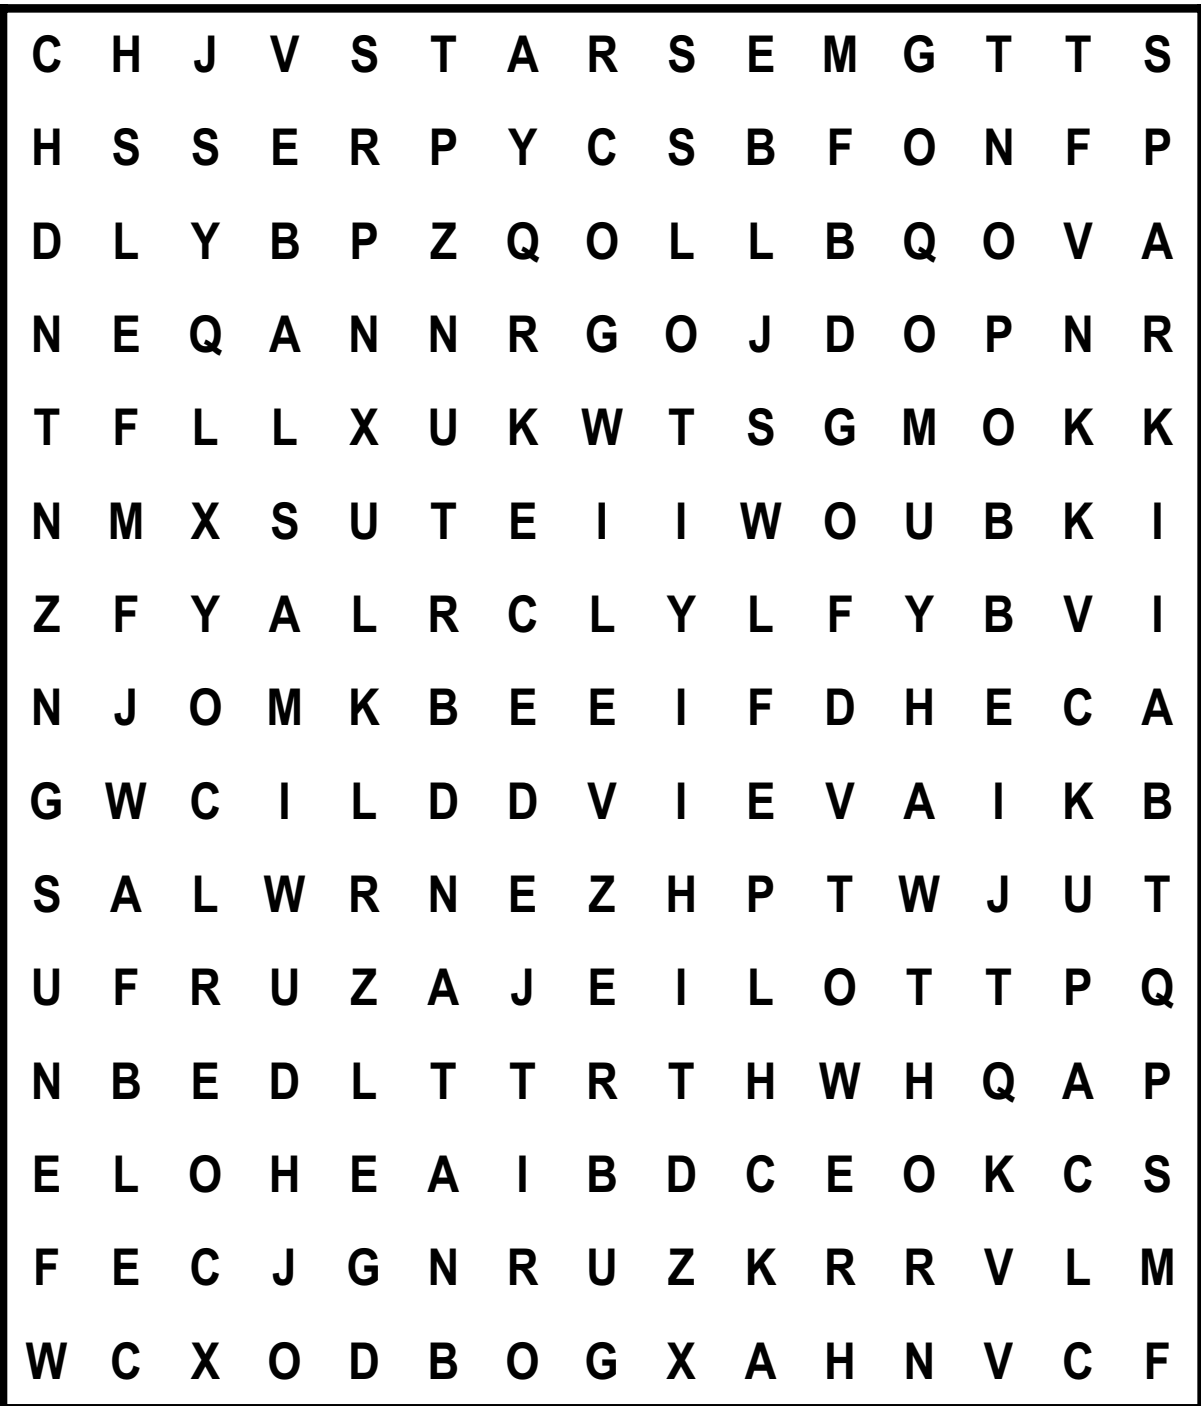 C H J V S T A R S E M G T T S
H S S E R P Y C S B F O N F P
D L Y B P Z Q O L L B Q O V A
N E Q A N N R G O J D O P N R
T F L L X U K W T S G M O K K
N M X S U T E I I W O U B K I
Z F Y A L R C L Y L F Y B V I
N J O M K B E E I F D H E C A
G W C I L D D V I E V A I K B
S A L W R N E Z H P T W J U T
U F R U Z A J E I L O T T P Q
N B E D L T T R T H W H Q A P
E L O H E A I B D C E O K C S
F E C J G N R U Z K R R V L M
W C X O D B O G X A H N V C F